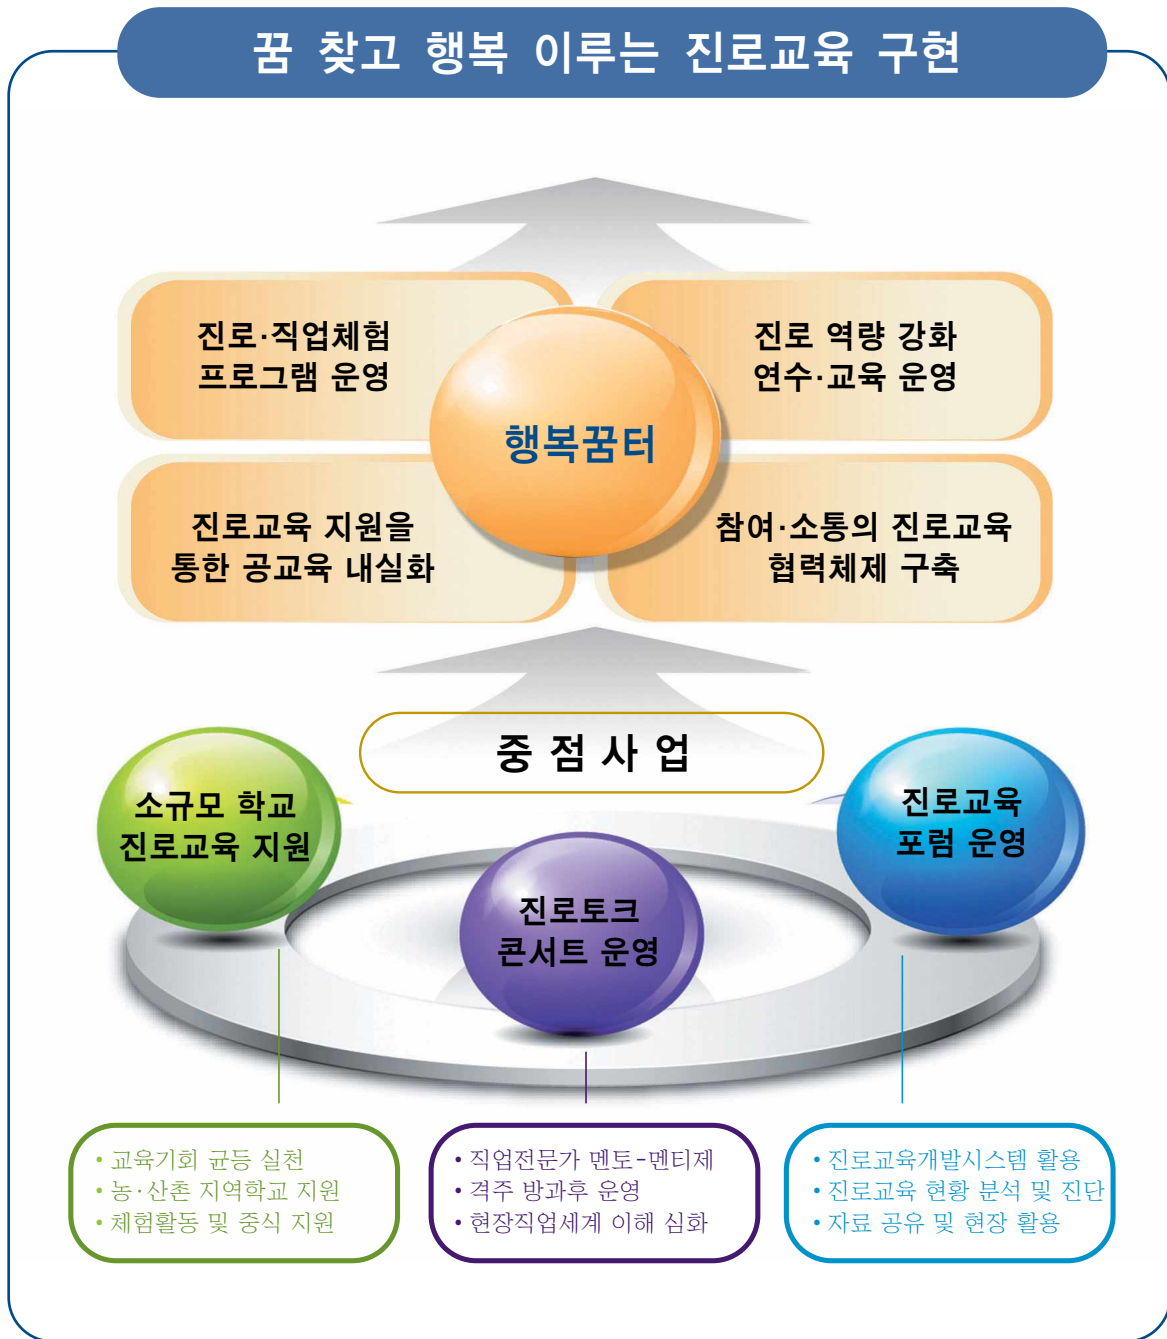 꿈 찾고 행복 이루는 진로교육 구현
진로·직업체험
프로그램 운영
진로 역량 강화
연수·교육 운영
행복꿈터
진로교육 지원을
통한 공교육 내실화
참여·소통의 진로교육
협력체제 구축
중점사업
소규모 학교
진로교육 지원
진로토크
콘서트 운영
진로교육
포럼 운영
• 교육기회 균등 실천
• 농·산촌 지역학교 지원
• 체험활동 및 중식 지원
• 직업전문가 멘토-멘티제
• 격주 방과후 운영
• 현장직업세계 이해 심화
• 진로교육개발시스템 활용
• 진로교육 현황 분석 및 진단
• 자료 공유 및 현장 활용